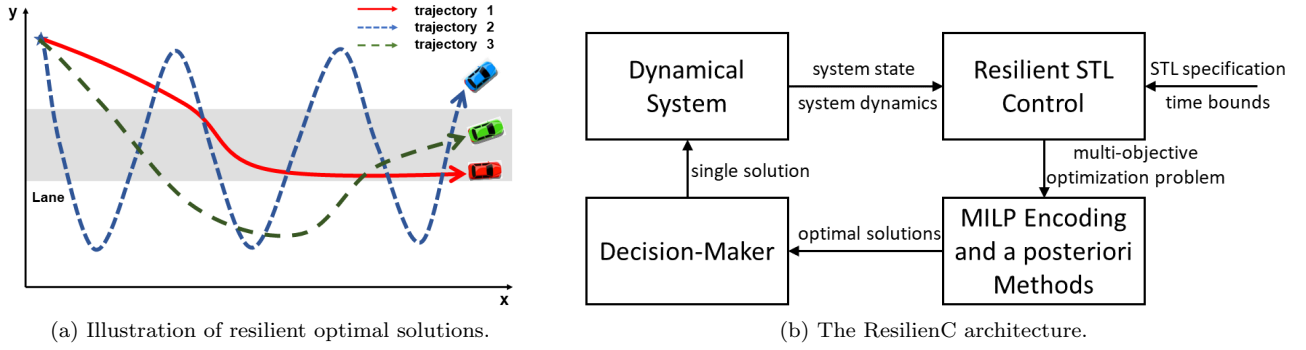 y
trajectory 1
trajectory 2
trajectory 3
Lane
x
(a) Illustration of resilient optimal solutions.
Dynamical
System
system state
system dynamics
Resilient STL
Control
STL specification
time bounds
single solution
multi-objective
optimization problem
Decision-Maker
optimal solutions
MILP Encoding
and a posteriori
Methods
(b) The ResilienC architecture.